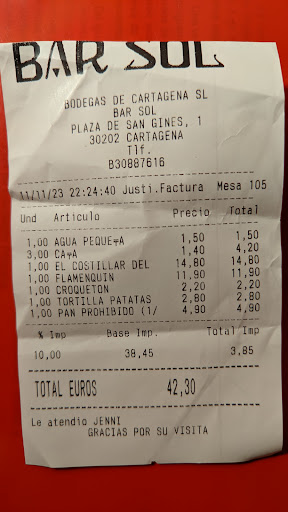 BAR SOL
BODEGAS DE CARTAGENA SL
BAR SOL
PLAZA DE SAN GINES, 1
30202 CARTAGENA
Tlf.
B30887616
11/11/23 22:24:40 Justi.Factura Mesa 105
Und Articulo Precio Total
1,00 AGUA PEQUE¶A 1,50 1,50
3,00 CA¶A 1,40 4,20
1,00 EL COSTILLAR DEL 14,80 14,80
1,00 FLAMENQUIN 11,90 11,90
1,00 CROQUETON 2,20 2,20
1,00 TORTILLA PATATAS 2,80 2,80
1,00 PAN PROHIBIDO (1/ 4,90 4,90
% Imp Base Imp. Total Imp
10,00 38,45 3,85
TOTAL EUROS 42,30
Le atendio JENNI
GRACIAS POR SU VISITA